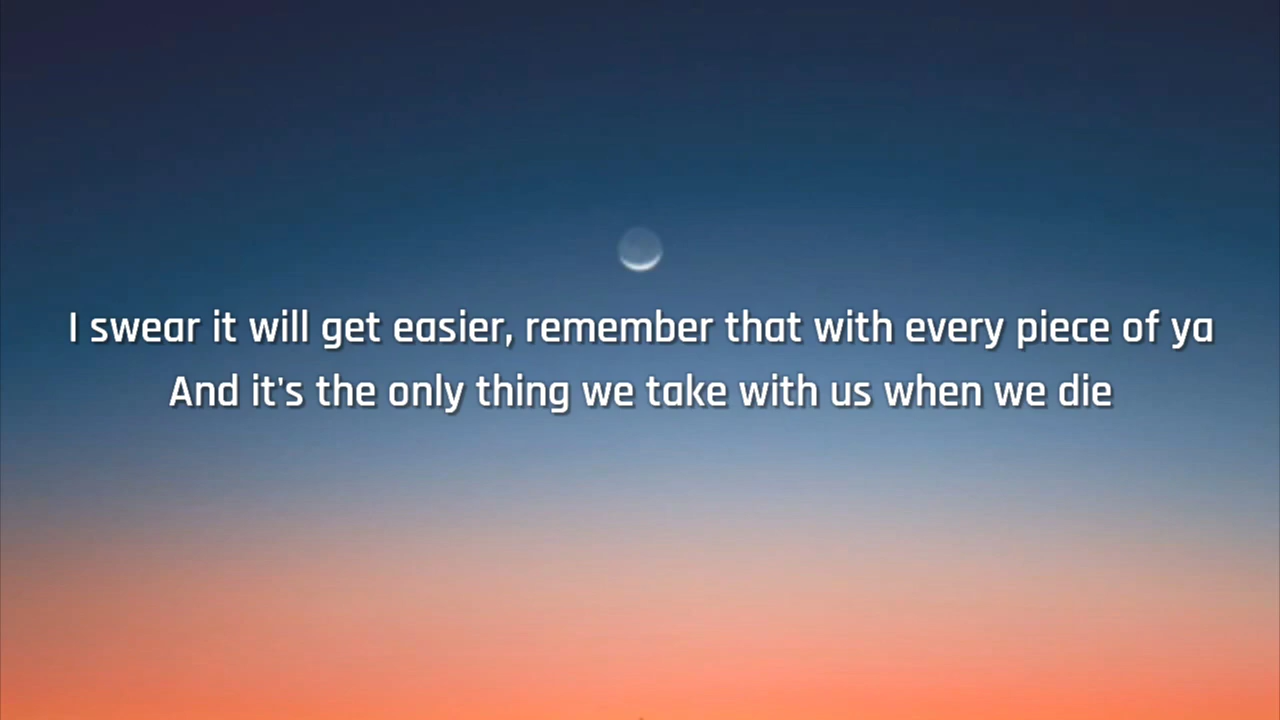 I swear it will get easier, remember that with every piece of ya
And it's the only thing we take with us when we die